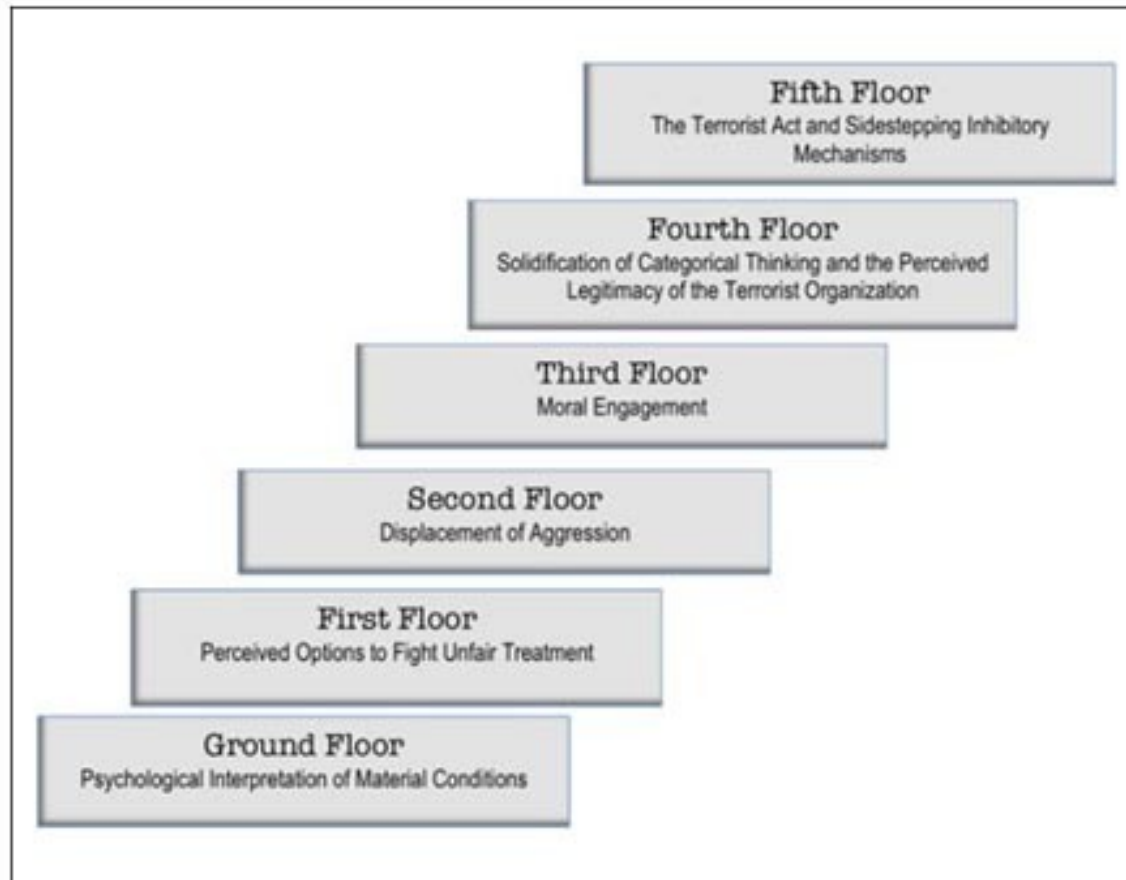 Fifth Floor
The Terrorist Act and Sidestepping Inhibitory
Mechanisms
Fourth Floor
Solidification of Categorical Thinking and the Perceived
Legitimacy of the Terrorist Organization
Third Floor
Moral Engagement
Second Floor
Displacement of Aggression
First Floor
Perceived Options to Fight Unfair Treatment
Ground Floor
Psychological Interpretation of Material Conditions